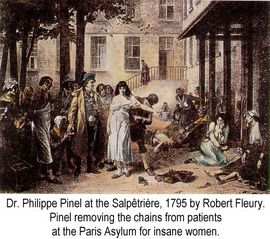 Dr. Philippe Pinel at the Salpêtrière, 1795 by Robert Fleury.
Pinel removing the chains from patients
at the Paris Asylum for insane women.